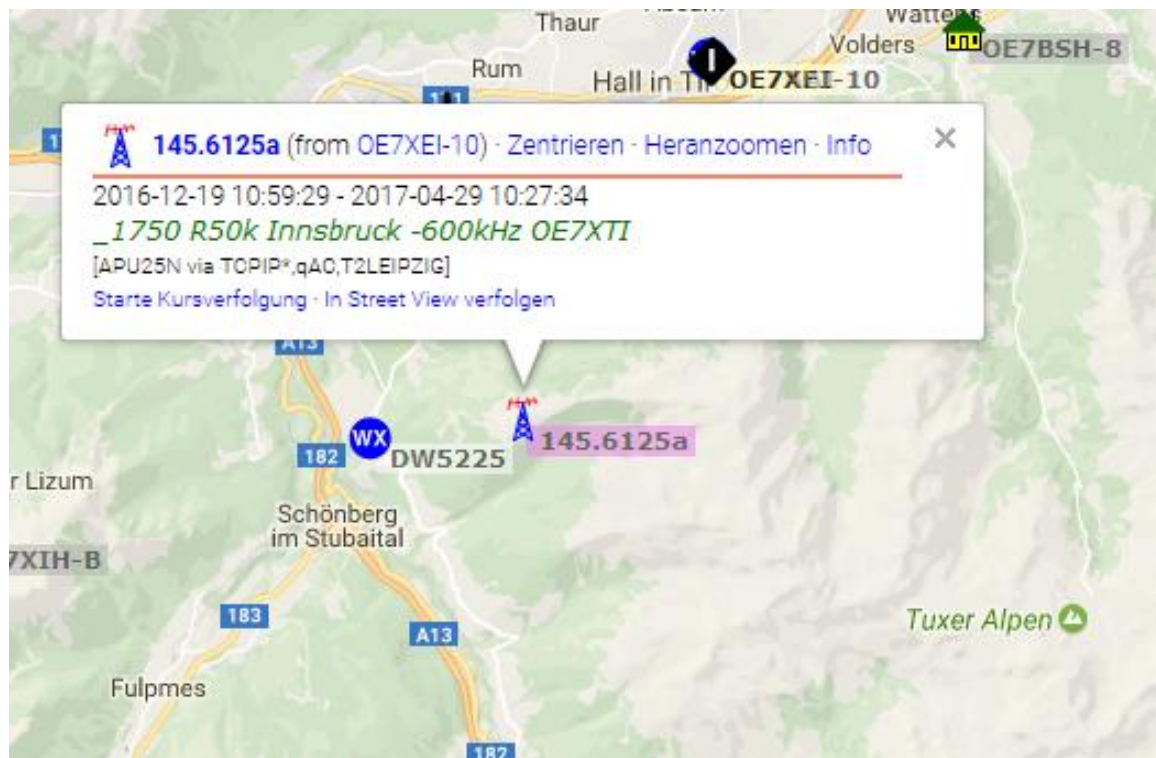 Thaur
Wattens
Volders
OE7BSH-8
Rum
Hall in Ti
OE7XEI-10
145.6125a (from OE7XEI-10) · Zentrieren · Heranzoomen · Info
2016-12-19 10:59:29 - 2017-04-29 10:27:34
_1750 R50k Innsbruck -600kHz OE7XTI
[APU25N via TCPIP*,qAC,T2LEIPZIG]
Starte Kursverfolgung · In Street View verfolgen
A13
WX
DW5225
145.6125a
182
r Lizum
Schönberg
im Stubaital
7XIH-B
183
A13
Tuxer Alpen
Fulpmes
182